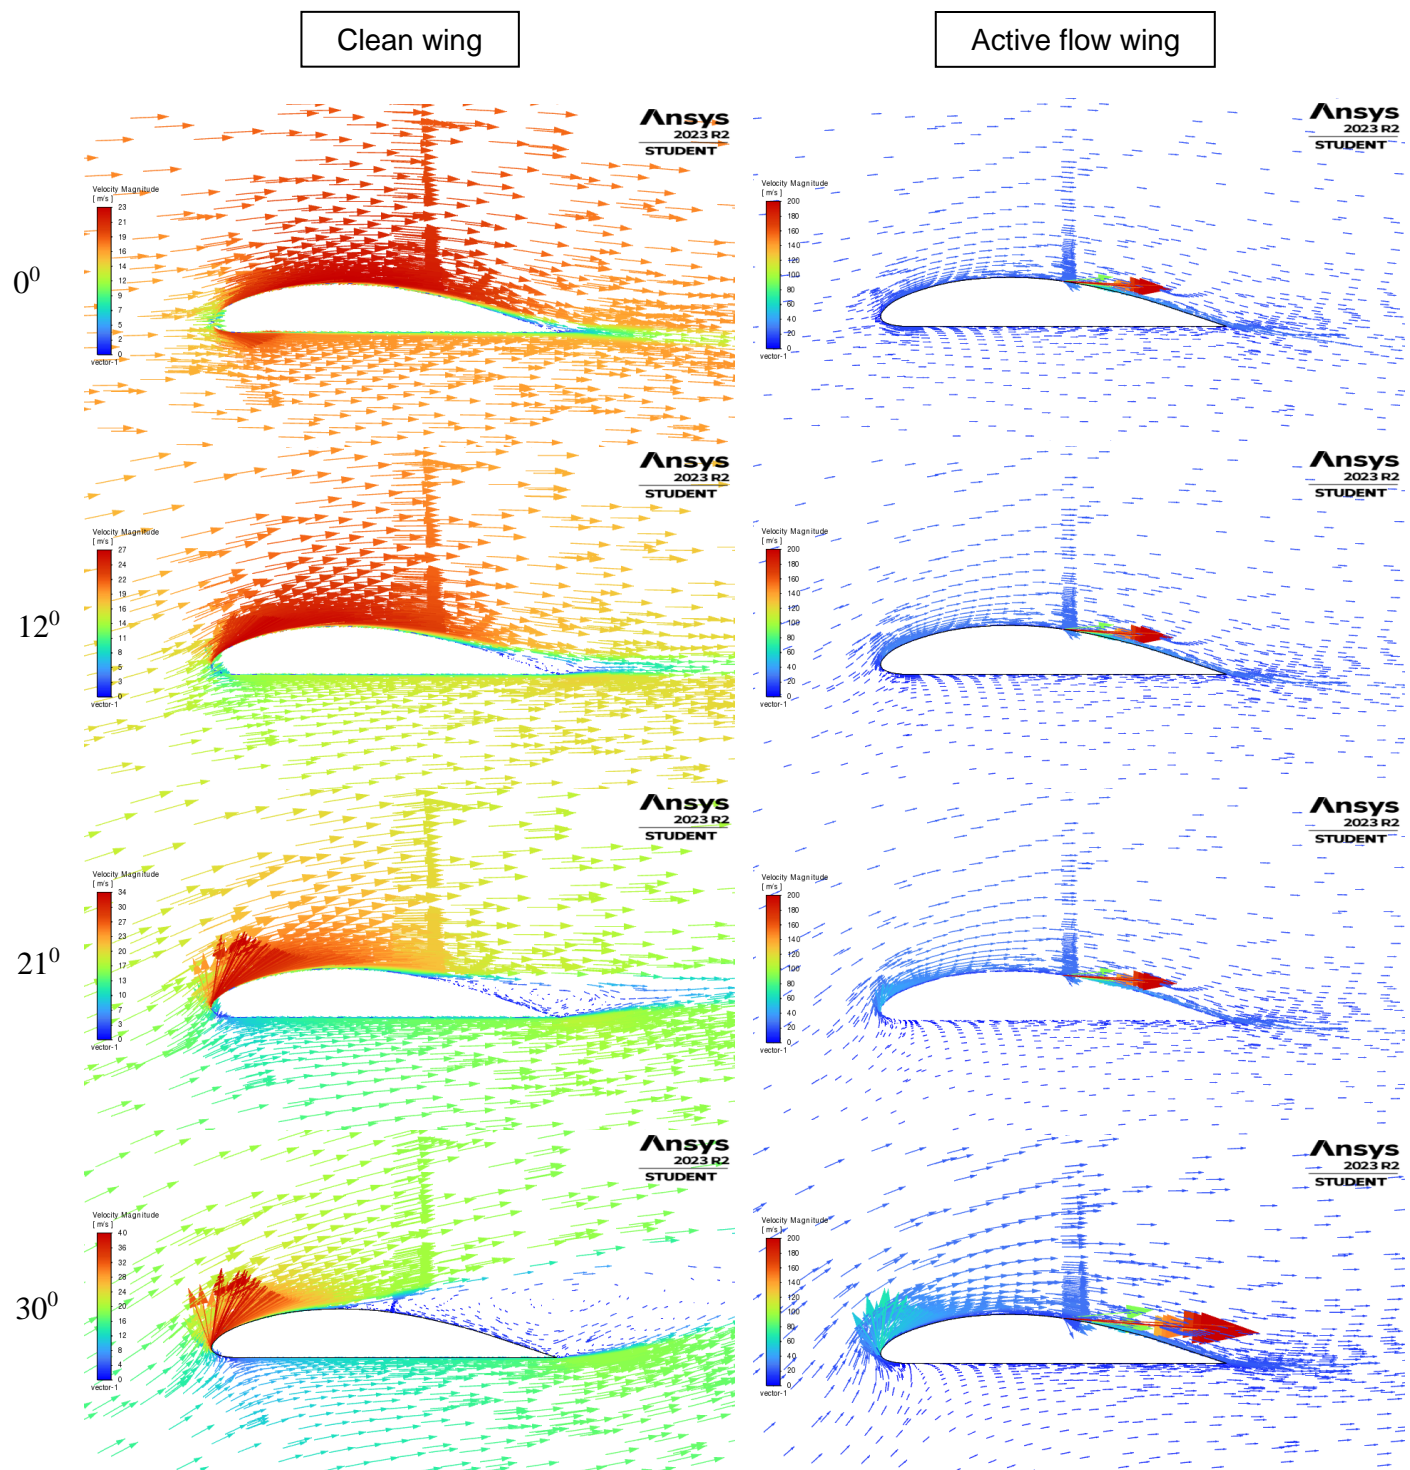 Clean wing
Active flow wing
0⁰
Ansys
2023 R2
STUDENT
Velocity Magnitude
[ m/s ]
23
21
19
16
14
12
9
7
5
2
0
vector-1
Ansys
2023 R2
STUDENT
Velocity Magnitude
[ m/s ]
200
180
160
140
120
100
80
60
40
20
0
vector-1
12⁰
Ansys
2023 R2
STUDENT
Velocity Magnitude
[ m/s ]
27
24
22
19
16
14
11
8
5
3
0
vector-1
Ansys
2023 R2
STUDENT
Velocity Magnitude
[ m/s ]
200
180
160
140
120
100
80
60
40
20
0
vector-1
21⁰
Ansys
2023 R2
STUDENT
Velocity Magnitude
[ m/s ]
34
30
27
23
20
17
13
10
7
3
0
vector-1
Ansys
2023 R2
STUDENT
Velocity Magnitude
[ m/s ]
200
180
160
140
120
100
80
60
40
20
0
vector-1
30⁰
Ansys
2023 R2
STUDENT
Velocity Magnitude
[ m/s ]
40
36
32
28
24
20
16
12
8
4
0
vector-1
Ansys
2023 R2
STUDENT
Velocity Magnitude
[ m/s ]
200
180
160
140
120
100
80
60
40
20
0
vector-1